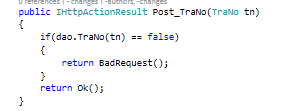 0 references | - changes | -authors, -changes
public IHttpActionResult Post_TraNo(TraNo tn)
{
if(dao.TraNo(tn) == false)
{
return BadRequest();
}
return Ok();
}